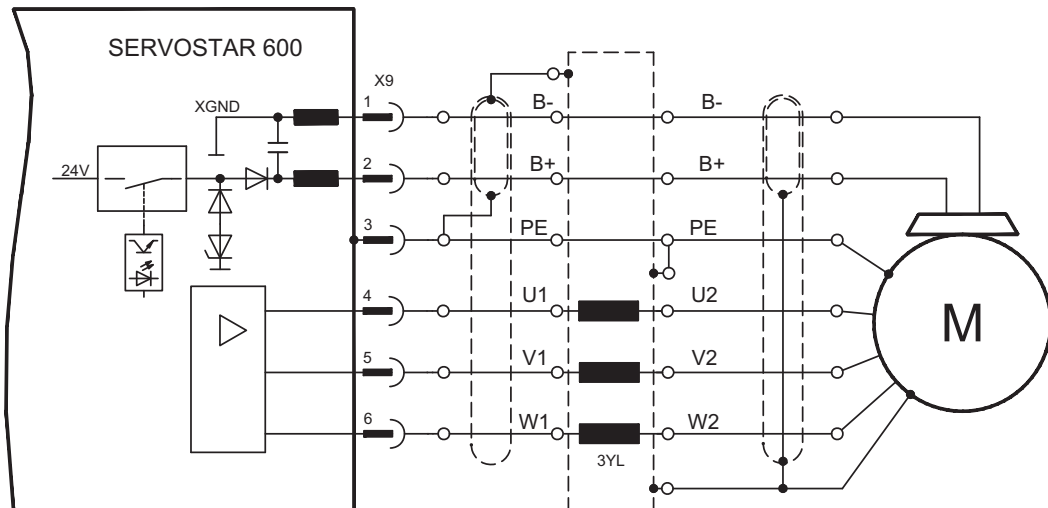 SERVOSTAR 600
X9
XGND
1
B-
B-
24V
2
B+
B+
3
PE
PE
4
U1
U2
M
5
V1
V2
6
W1
W2
3YL